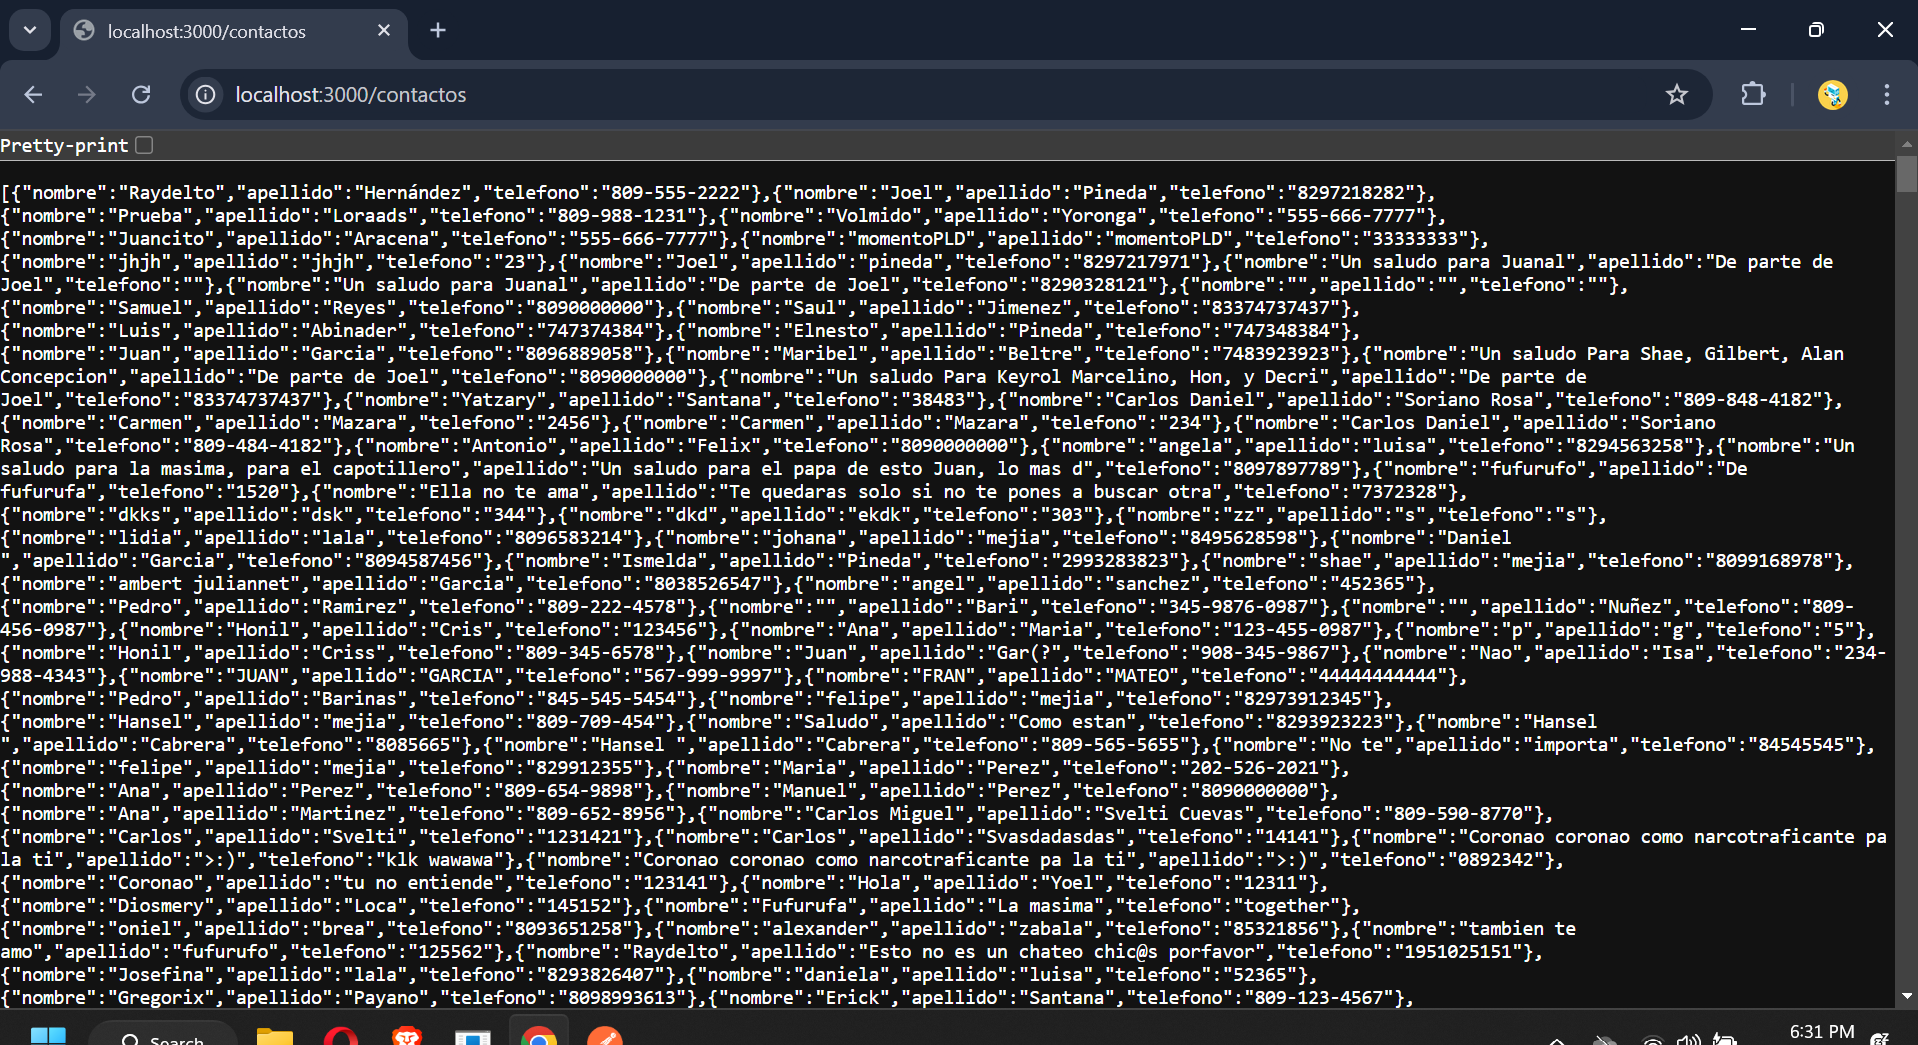 localhost:3000/contactos
localhost:3000/contactos
Pretty-print
[{"nombre":"Raydelto","apellido":"Hernández","telefono":"809-555-2222"},{"nombre":"Joel","apellido":"Pineda","telefono":"8297218282"},
{"nombre":"Prueba","apellido":"Loraads","telefono":"809-988-1231"},{"nombre":"Volmido","apellido":"Yoronga","telefono":"555-666-7777"},
{"nombre":"Juancito","apellido":"Aracena","telefono":"555-666-7777"},{"nombre":"momentoPLD","apellido":"momentoPLD","telefono":"33333333"},
{"nombre":"jhjh","apellido":"jhjh","telefono":"23"},{"nombre":"Joel","apellido":"pineda","telefono":"8297217971"},{"nombre":"Un saludo para Juanal","apellido":"De parte de
Joel","telefono":""},{"nombre":"Un saludo para Juanal","apellido":"De parte de Joel","telefono":"8290328121"},{"nombre":"","apellido":"","telefono":""},
{"nombre":"Samuel","apellido":"Reyes","telefono":"8090000000"},{"nombre":"Saul","apellido":"Jimenez","telefono":"83374737437"},
{"nombre":"Luis","apellido":"Abinader","telefono":"747374384"},{"nombre":"Elnesto","apellido":"Pineda","telefono":"747348384"},
{"nombre":"Juan","apellido":"Garcia","telefono":"8096889058"},{"nombre":"Maribel","apellido":"Beltre","telefono":"7483923923"},{"nombre":"Un saludo Para Shae, Gilbert, Alan
Concepcion","apellido":"De parte de Joel","telefono":"8090000000"},{"nombre":"Un saludo Para Keyrol Marcelino, Hon, y Decri","apellido":"De parte de
Joel","telefono":"83374737437"},{"nombre":"Yatzary","apellido":"Santana","telefono":"38483"},{"nombre":"Carlos Daniel","apellido":"Soriano Rosa","telefono":"809-848-4182"},
{"nombre":"Carmen","apellido":"Mazara","telefono":"2456"},{"nombre":"Carmen","apellido":"Mazara","telefono":"234"},{"nombre":"Carlos Daniel","apellido":"Soriano
Rosa","telefono":"809-484-4182"},{"nombre":"Antonio","apellido":"Felix","telefono":"8090000000"},{"nombre":"angela","apellido":"luisa","telefono":"8294563258"},{"nombre":"Un
saludo para la masima, para el capotillero","apellido":"Un saludo para el papa de esto Juan, lo mas d","telefono":"8097897789"},{"nombre":"fufurufo","apellido":"De
fufurufa","telefono":"1520"},{"nombre":"Ella no te ama","apellido":"Te quedaras solo si no te pones a buscar otra","telefono":"7372328"},
{"nombre":"dkks","apellido":"dsk","telefono":"344"},{"nombre":"dkd","apellido":"ekdk","telefono":"303"},{"nombre":"zz","apellido":"s","telefono":"s"},
{"nombre":"lidia","apellido":"lala","telefono":"8096583214"},{"nombre":"johana","apellido":"mejia","telefono":"8495628598"},{"nombre":"Daniel
","apellido":"Garcia","telefono":"8094587456"},{"nombre":"Ismelda","apellido":"Pineda","telefono":"2993283823"},{"nombre":"shae","apellido":"mejia","telefono":"8099168978"},
{"nombre":"ambert juliannet","apellido":"Garcia","telefono":"8038526547"},{"nombre":"angel","apellido":"sanchez","telefono":"452365"},
{"nombre":"Pedro","apellido":"Ramirez","telefono":"809-222-4578"},{"nombre":"","apellido":"Bari","telefono":"345-9876-0987"},{"nombre":"","apellido":"Nuñez","telefono":"809-
456-0987"},{"nombre":"Honil","apellido":"Cris","telefono":"123456"},{"nombre":"Ana","apellido":"Maria","telefono":"123-455-0987"},{"nombre":"p","apellido":"g","telefono":"5"},
{"nombre":"Honil","apellido":"Criss","telefono":"809-345-6578"},{"nombre":"Juan","apellido":"Gar(?","telefono":"908-345-9867"},{"nombre":"Nao","apellido":"Isa","telefono":"234-
988-4343"},{"nombre":"JUAN","apellido":"GARCIA","telefono":"567-999-9997"},{"nombre":"FRAN","apellido":"MATEO","telefono":"44444444444"},
{"nombre":"Pedro","apellido":"Barinas","telefono":"845-545-5454"},{"nombre":"felipe","apellido":"mejia","telefono":"82973912345"},
{"nombre":"Hansel","apellido":"mejia","telefono":"809-709-454"},{"nombre":"Saludo","apellido":"Como estan","telefono":"8293923223"},{"nombre":"Hansel
","apellido":"Cabrera","telefono":"8085665"},{"nombre":"Hansel ","apellido":"Cabrera","telefono":"809-565-5655"},{"nombre":"No te","apellido":"importa","telefono":"84545545"},
{"nombre":"felipe","apellido":"mejia","telefono":"829912355"},{"nombre":"Maria","apellido":"Perez","telefono":"202-526-2021"},
{"nombre":"Ana","apellido":"Perez","telefono":"809-654-9898"},{"nombre":"Manuel","apellido":"Perez","telefono":"8090000000"},
{"nombre":"Ana","apellido":"Martinez","telefono":"809-652-8956"},{"nombre":"Carlos Miguel","apellido":"Svelti Cuevas","telefono":"809-590-8770"},
{"nombre":"Carlos","apellido":"Svelti","telefono":"1231421"},{"nombre":"Carlos","apellido":"Svasdadasdas","telefono":"14141"},{"nombre":"Coronao coronao como narcotraficante pa
la ti","apellido":">:)","telefono":"klk wawawa"},{"nombre":"Coronao coronao como narcotraficante pa la ti","apellido":">:)","telefono":"0892342"},
{"nombre":"Coronao","apellido":"tu no entiende","telefono":"123141"},{"nombre":"Hola","apellido":"Yoel","telefono":"12311"},
{"nombre":"Diosmery","apellido":"Loca","telefono":"145152"},{"nombre":"Fufurufa","apellido":"La masima","telefono":"together"},
{"nombre":"oniel","apellido":"brea","telefono":"8093651258"},{"nombre":"alexander","apellido":"zabala","telefono":"85321856"},{"nombre":"tambien te
amo","apellido":"fufurufo","telefono":"125562"},{"nombre":"Raydelto","apellido":"Esto no es un chateo chic@s porfavor","telefono":"1951025151"},
{"nombre":"Josefina","apellido":"lala","telefono":"8293826407"},{"nombre":"daniela","apellido":"luisa","telefono":"52365"},
{"nombre":"Gregorix","apellido":"Payano","telefono":"8098993613"},{"nombre":"Erick","apellido":"Santana","telefono":"809-123-4567"},
Search
6:31 PM